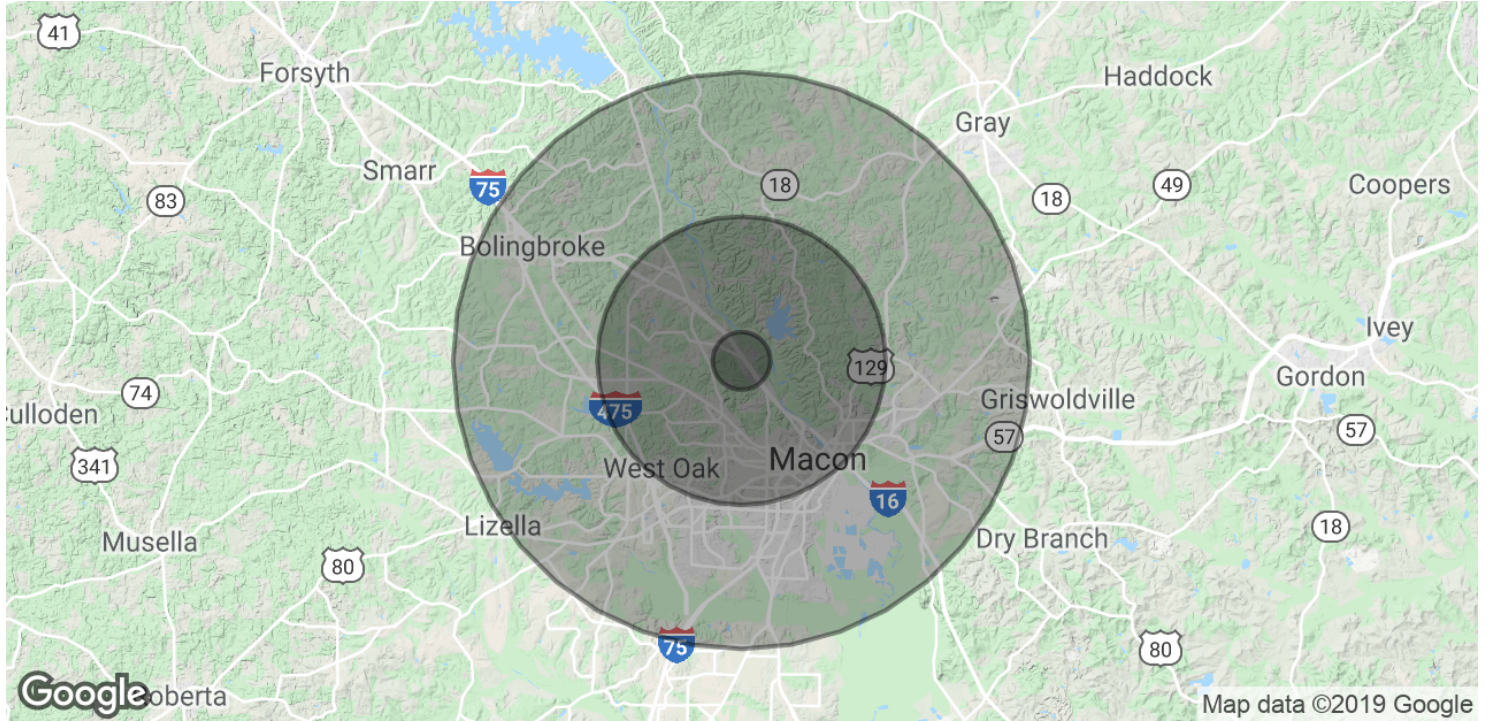 41
Forsyth
Haddock
Gray
Smarr
75
18
83
18
49
Coopers
Bolingbroke
Ivey
129
Gordon
74
475
Griswoldville
Culloden
57
57
341
West Oak
Macon
16
Lizella
18
Musella
Dry Branch
80
75
80
Google
Roberta
Map data ©2019 Google